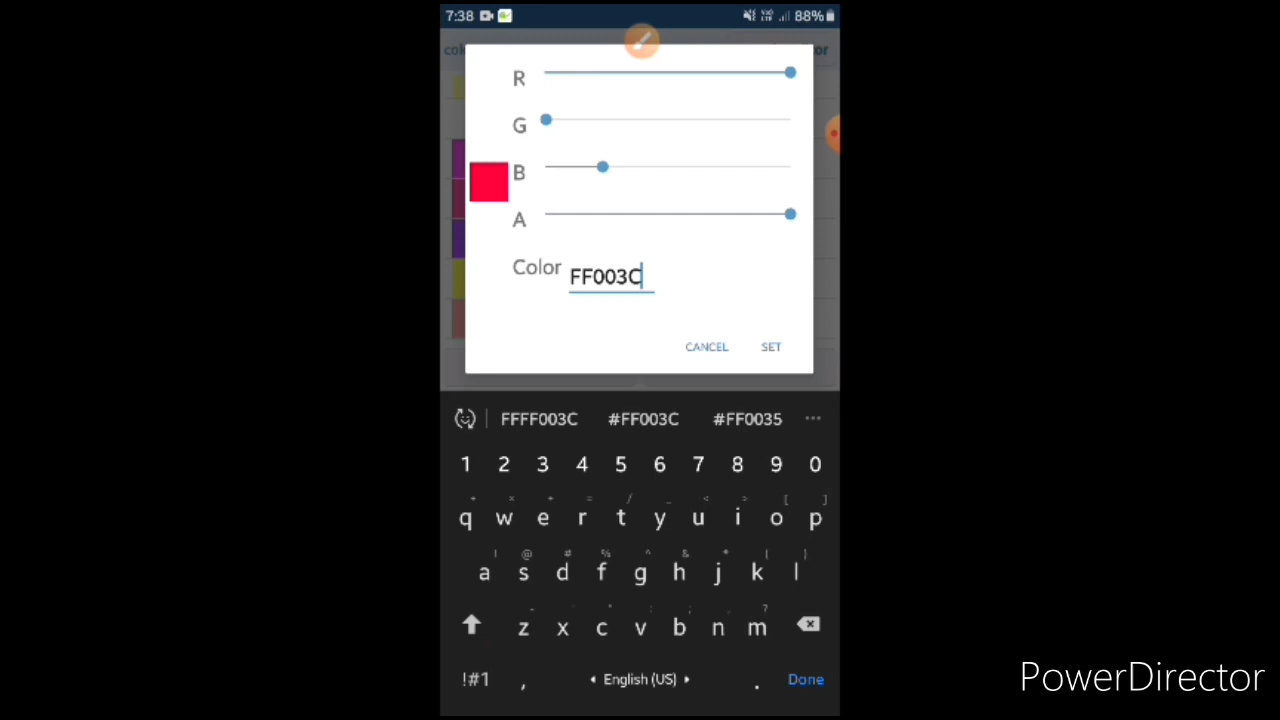 7:38 88%
R
G
B
A
Color FF003C
CANCEL SET
FFFF003C #FF003C #FF0035 ...
1 2 3 4 5 6 7 8 9 0
q w e r t y u i o p
a s d f g h j k l
z x c v b n m
!#1 , English (US) . Done
PowerDirector